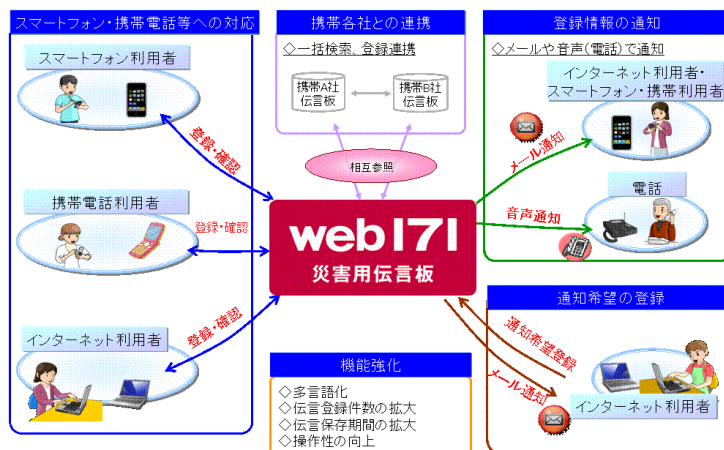 スマートフォン・携帯電話等への対応
スマートフォン利用者
登録・確認
携帯電話利用者
登録・確認
インターネット利用者
登録・確認
携帯各社との連携
◇一括検索、登録連携
携帯A社
伝言板
携帯B社
伝言板
相互参照
web171
災害用伝言板
機能強化
◇多言語化
◇伝言登録件数の拡大
◇伝言保存期間の拡大
◇操作性の向上
登録情報の通知
◇メールや音声(電話)で通知
インターネット利用者・
スマートフォン・携帯利用者
メール通知
電話
音声通知
通知希望の登録
通知希望登録
メール通知
インターネット利用者